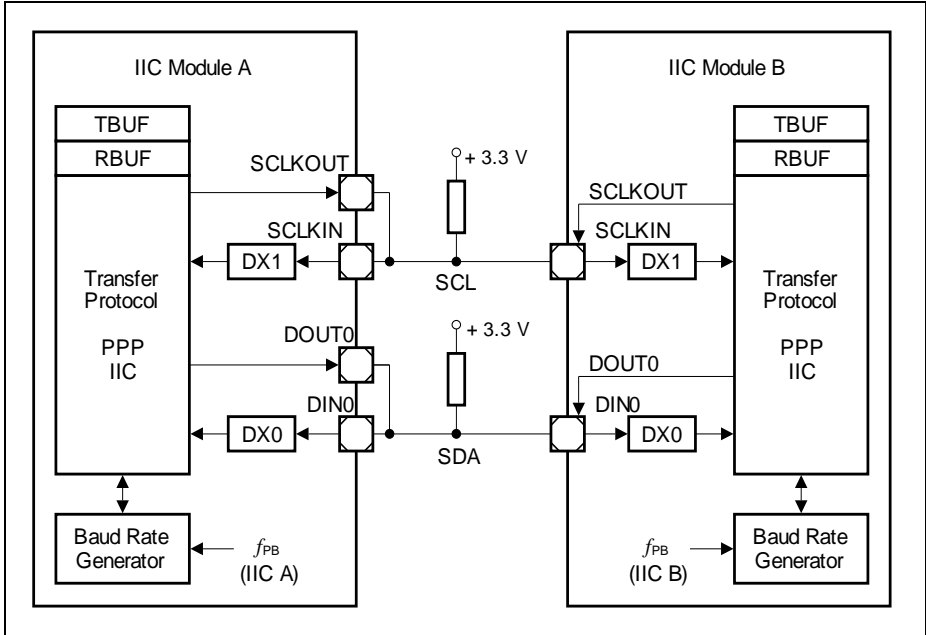 IIC Module A
TBUF
RBUF
Transfer
Protocol
PPP
IIC
SCLKOUT
SCLKIN
DX1
DOUT0
DIN0
DX0
Baud Rate
Generator
fPB
(IIC A)
+ 3.3 V
SCL
+ 3.3 V
SDA
IIC Module B
TBUF
RBUF
SCLKOUT
SCLKIN
DX1
Transfer
Protocol
PPP
IIC
DOUT0
DIN0
DX0
fPB
(IIC B)
Baud Rate
Generator